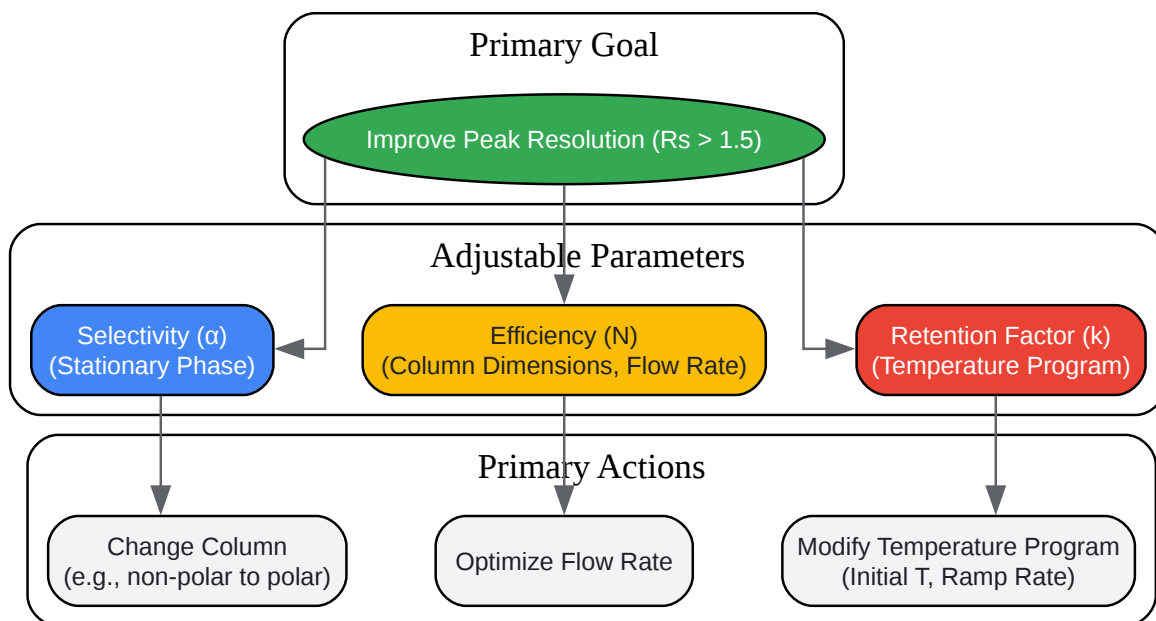 Primary Goal
Improve Peak Resolution (Rs > 1.5)
Adjustable Parameters
Selectivity (α)
(Stationary Phase)
Efficiency (N)
(Column Dimensions, Flow Rate)
Retention Factor (k)
(Temperature Program)
Primary Actions
Change Column
(e.g., non-polar to polar)
Optimize Flow Rate
Modify Temperature Program
(Initial T, Ramp Rate)